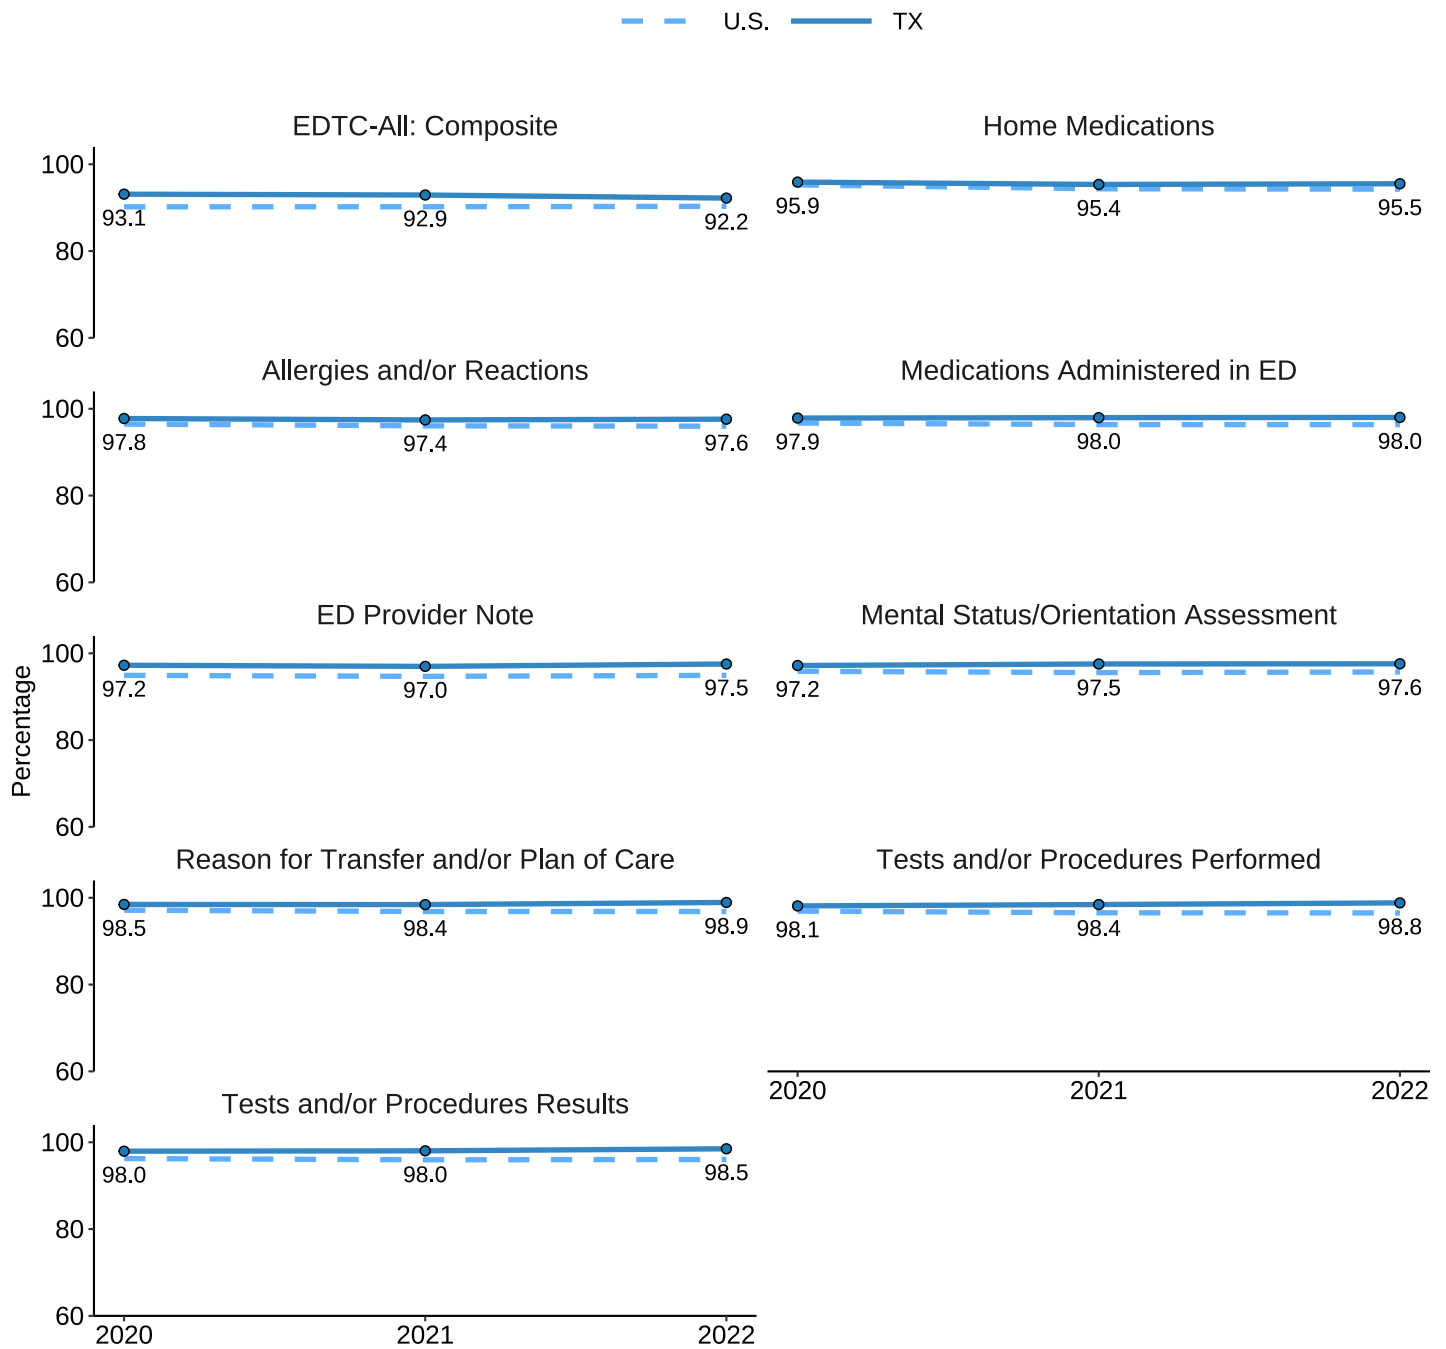 U.S. TX
EDTC-All: Composite
100
80
60
93.1 92.9 92.2
Home Medications
95.9 95.4 95.5
Allergies and/or Reactions
100
80
60
97.8 97.4 97.6
Medications Administered in ED
97.9 98.0 98.0
Percentage
ED Provider Note
100
80
60
97.2 97.0 97.5
Mental Status/Orientation Assessment
97.2 97.5 97.6
Reason for Transfer and/or Plan of Care
100
80
60
98.5 98.4 98.9
Tests and/or Procedures Performed
98.1 98.4 98.8
2020 2021 2022
Tests and/or Procedures Results
100
80
60
98.0 98.0 98.5
2020 2021 2022